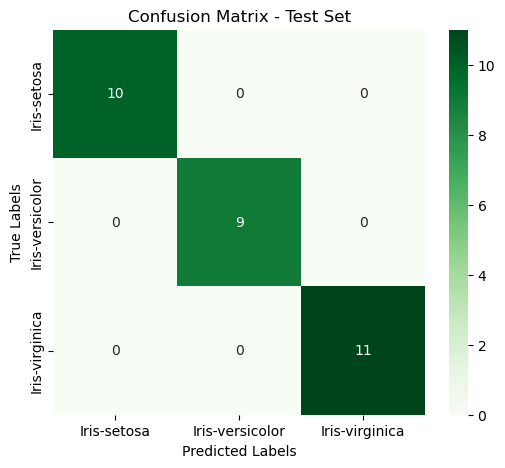 Confusion Matrix - Test Set
True Labels
Iris-setosa
10 0 0
Iris-versicolor
0 9 0
Iris-virginica
0 0 11
Iris-setosa Iris-versicolor Iris-virginica
Predicted Labels
10
8
6
4
2
0